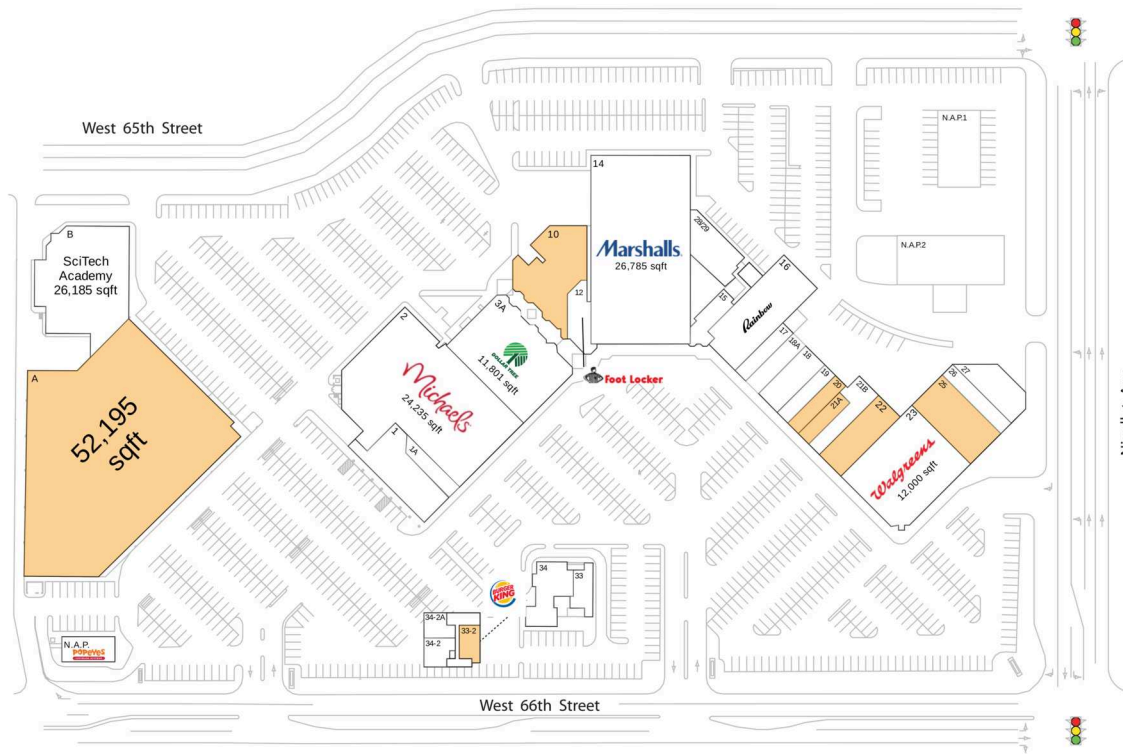 West 65th Street
N.A.P.1
14
B
SciTech
Academy
26,185 sqft
10
28/29
N.A.P.2
Marshalls.
26,785 sqft
16
12
15
3A
Rainbow
2
DOLLAR TREE
11,801 sqft
17
18A
18
Foot Locker
Michaels
24,235 sqft
19
20
21A
21B
22
26
27
25
A
52,195
sqft
1
1A
23
Walgreens
12,000 sqft
34
33
BURGER
KING
34-2A
33-2
34-2
N.A.P.
POPEYES
West 66th Street